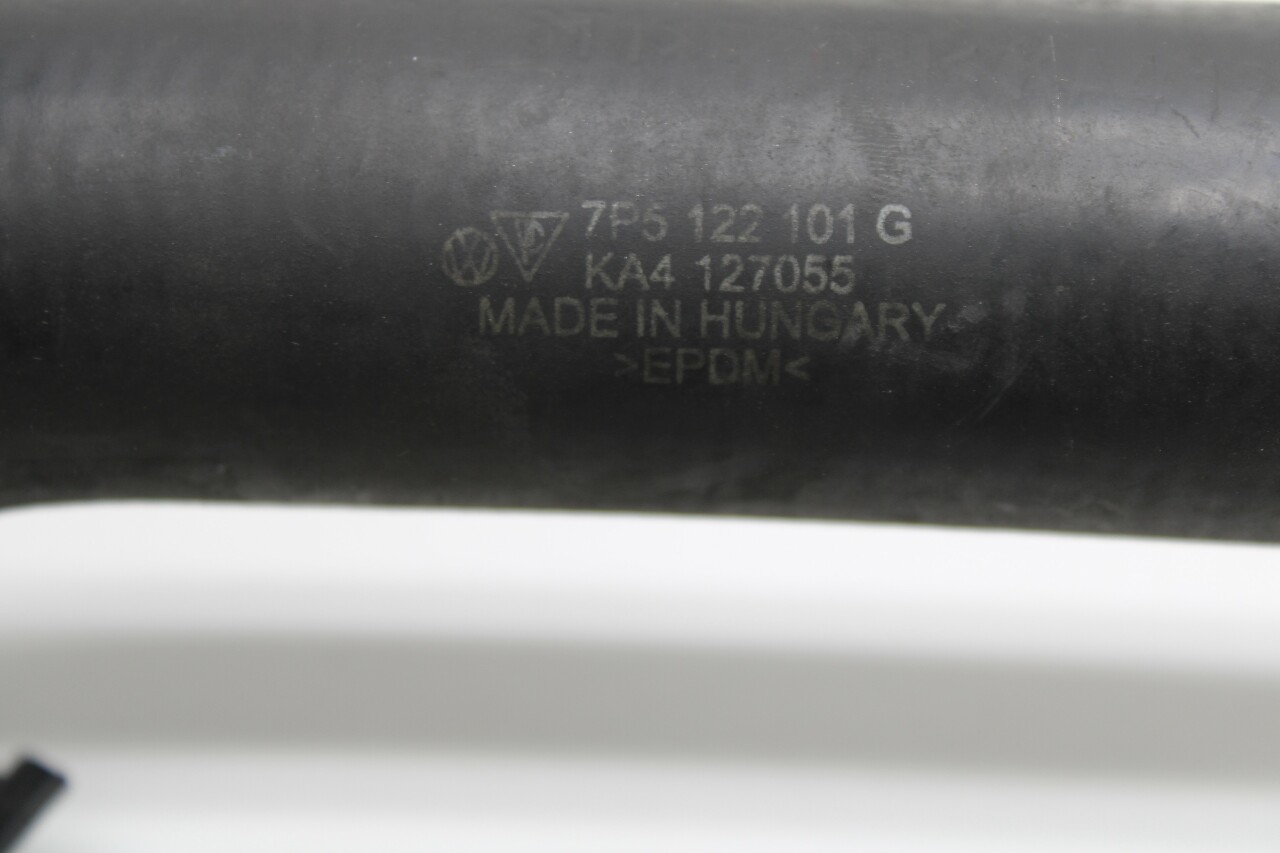 7P5 122 101 G
KA4 127055
MADE IN HUNGARY
>EPDM<